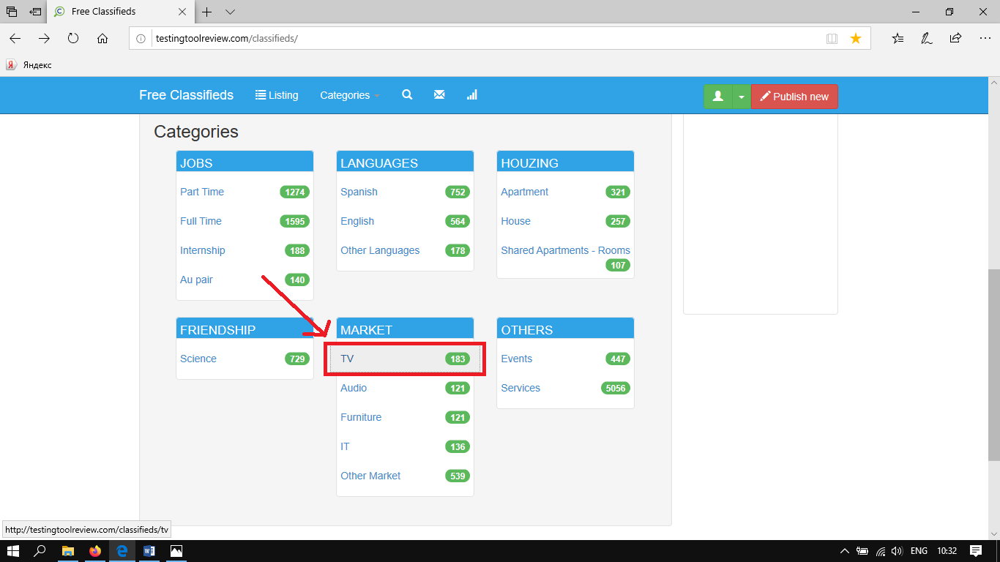 Free Classifieds
testingtoolreview.com/classifieds/
Яндекс
Free Classifieds Listing Categories Publish new
Categories
JOBS
Part Time 1274
Full Time 1595
Internship 188
Au pair 140
LANGUAGES
Spanish 752
English 564
Other Languages 178
HOUZING
Apartment 321
House 257
Shared Apartments - Rooms
107
FRIENDSHIP
Science 729
MARKET
TV 183
Audio 121
Furniture 121
IT 136
Other Market 539
OTHERS
Events 447
Services 5056
http://testingtoolreview.com/classifieds/tv
ENG 10:32